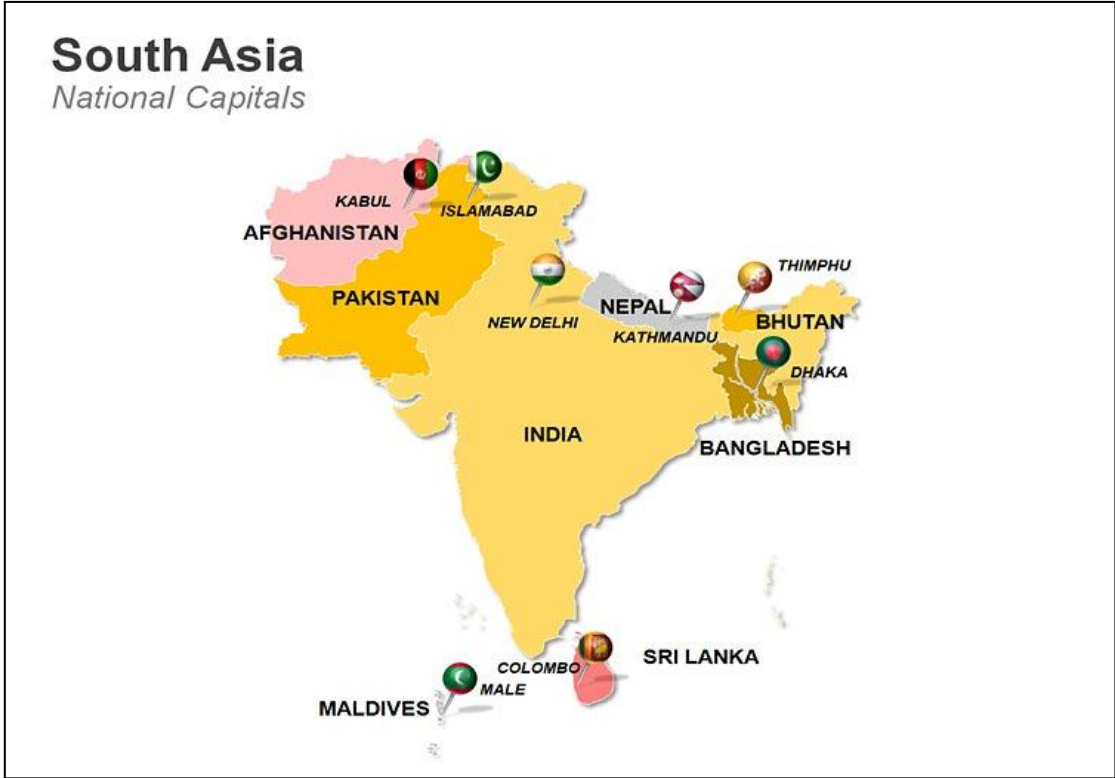 South Asia
National Capitals
KABUL
ISLAMABAD
AFGHANISTAN
THIMPHU
PAKISTAN
NEPAL
NEW DELHI
BHUTAN
KATHMANDU
DHAKA
INDIA
BANGLADESH
SRI LANKA
COLOMBO
MALE
MALDIVES